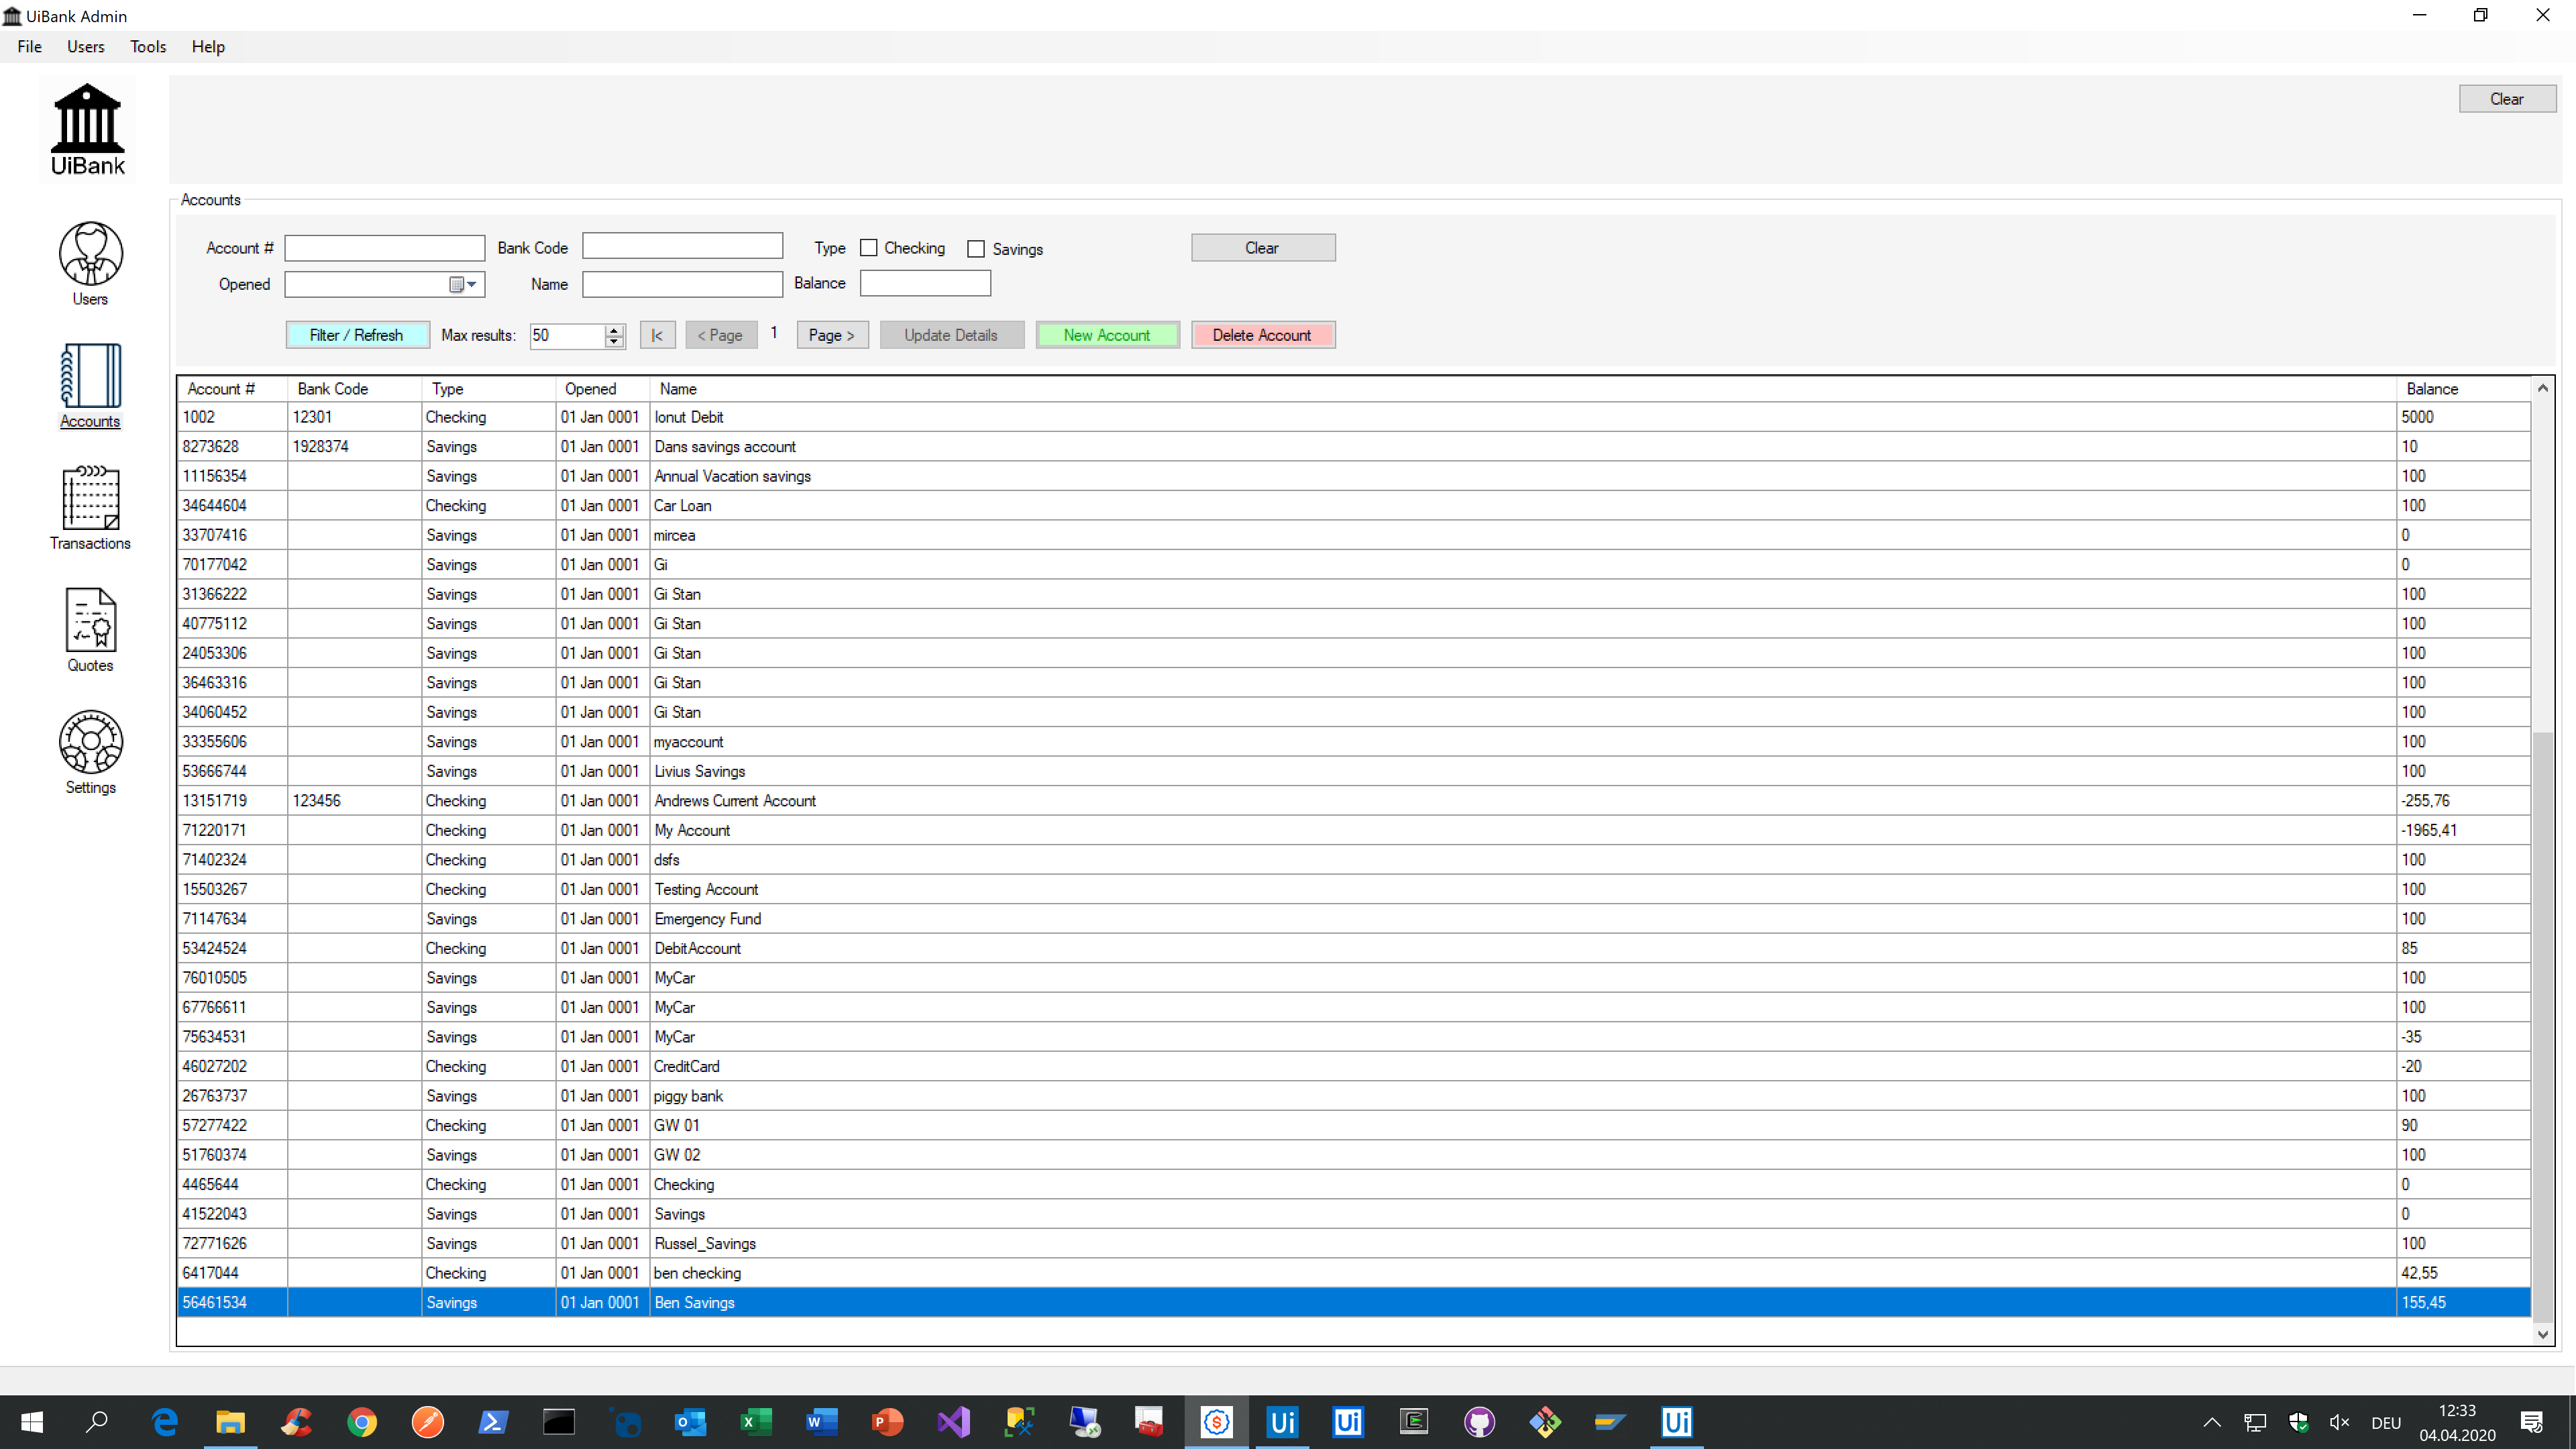 UiBank Admin
File Users Tools Help
UiBank
Clear
Accounts
Account # Bank Code Type Checking Savings Clear
Opened Name Balance
Filter / Refresh Max results: 50 |< < Page 1 Page > Update Details New Account Delete Account
Users
Accounts
Transactions
Quotes
Settings
Account # Bank Code Type Opened Name Balance
1002 12301 Checking 01 Jan 0001 Ionut Debit 5000
8273628 1928374 Savings 01 Jan 0001 Dans savings account 10
11156354 Savings 01 Jan 0001 Annual Vacation savings 100
34644604 Checking 01 Jan 0001 Car Loan 100
33707416 Savings 01 Jan 0001 mircea 0
70177042 Savings 01 Jan 0001 Gi 0
31366222 Savings 01 Jan 0001 Gi Stan 100
40775112 Savings 01 Jan 0001 Gi Stan 100
24053306 Savings 01 Jan 0001 Gi Stan 100
36463316 Savings 01 Jan 0001 Gi Stan 100
34060452 Savings 01 Jan 0001 Gi Stan 100
33355606 Savings 01 Jan 0001 myaccount 100
53666744 Savings 01 Jan 0001 Livius Savings 100
13151719 123456 Checking 01 Jan 0001 Andrews Current Account -255,76
71220171 Checking 01 Jan 0001 My Account -1965,41
71402324 Checking 01 Jan 0001 dsfs 100
15503267 Checking 01 Jan 0001 Testing Account 100
71147634 Savings 01 Jan 0001 Emergency Fund 100
53424524 Checking 01 Jan 0001 DebitAccount 85
76010505 Savings 01 Jan 0001 MyCar 100
67766611 Savings 01 Jan 0001 MyCar 100
75634531 Savings 01 Jan 0001 MyCar -35
46027202 Checking 01 Jan 0001 CreditCard -20
26763737 Savings 01 Jan 0001 piggy bank 100
57277422 Checking 01 Jan 0001 GW 01 90
51760374 Savings 01 Jan 0001 GW 02 100
4465644 Checking 01 Jan 0001 Checking 0
41522043 Savings 01 Jan 0001 Savings 0
72771626 Savings 01 Jan 0001 Russel_Savings 100
6417044 Checking 01 Jan 0001 ben checking 42,55
56461534 Savings 01 Jan 0001 Ben Savings 155,45
Ui Ui Ui
DEU
12:33
04.04.2020